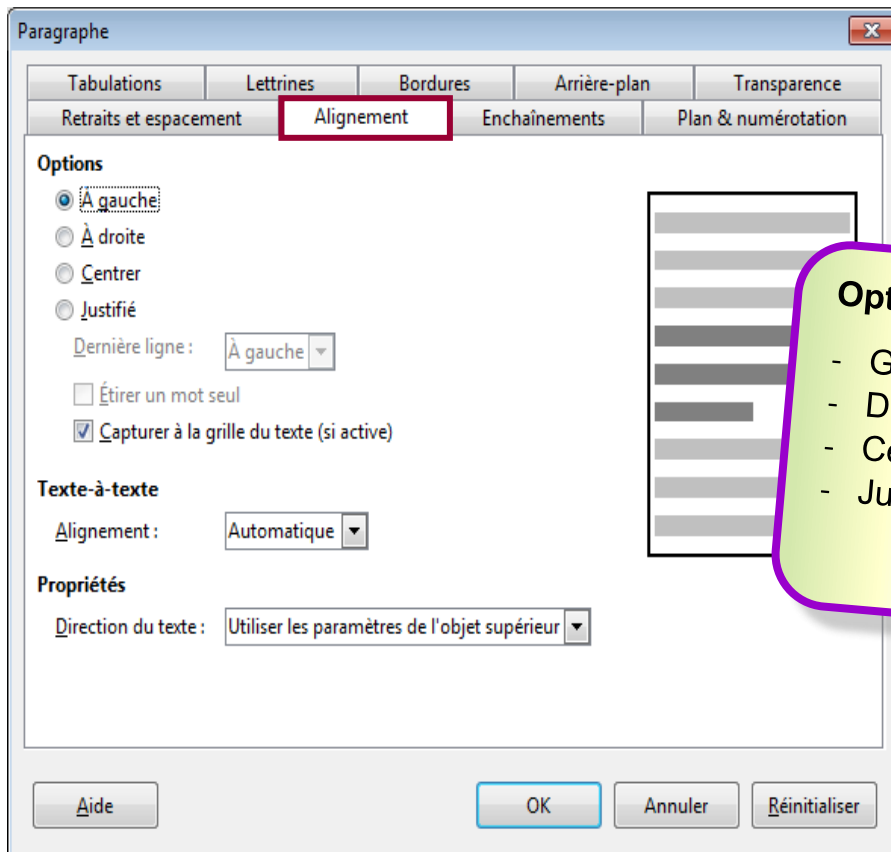 Paragraphe
Tabulations Lettrines Bordures Arrière-plan Transparence
Retraits et espacement Alignement Enchaînements Plan & numérotation
Options
À gauche
À droite
Centrer
Justifié
Dernière ligne : À gauche
Étirer un mot seul
Capturer à la grille du texte (si active)
Texte-à-texte
Alignement : Automatique
Propriétés
Direction du texte : Utiliser les paramètres de l'objet supérieur
Aide OK Annuler Réinitialiser